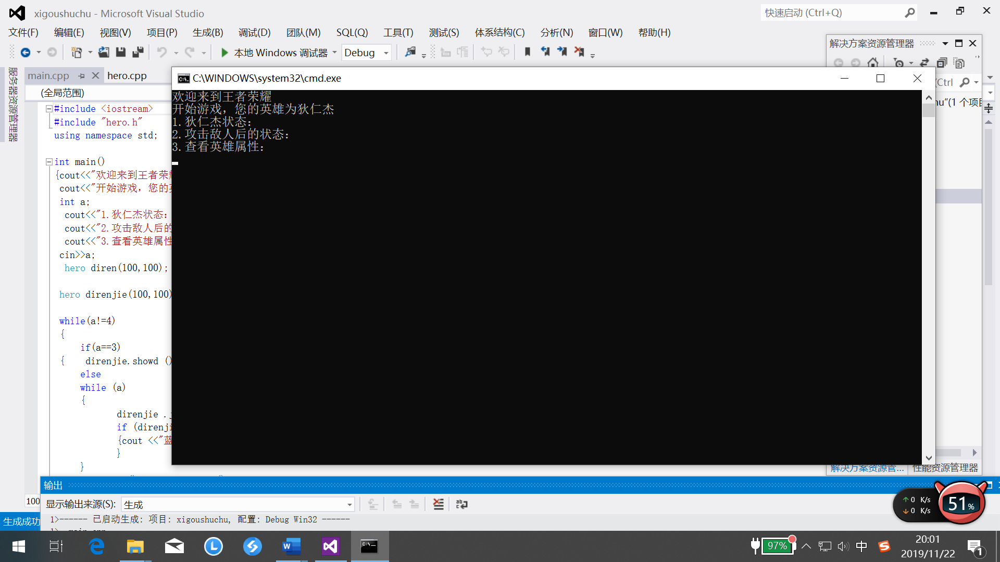 xigoushuchu - Microsoft Visual Studio
快速启动 (Ctrl+Q)
文件(F) 编辑(E) 视图(V) 项目(P) 生成(B) 调试(D) 团队(M) SQL(Q) 工具(T) 测试(S) 体系结构(C) 分析(N) 窗口(W) 帮助(H)
本地 Windows 调试器 Debug
解决方案资源管理器
服务器资源管理器
main.cpp hero.cpp
(全局范围)
C:\WINDOWS\system32\cmd.exe
欢迎来到王者荣耀
开始游戏，您的英雄为狄仁杰
1.狄仁杰状态：
2.攻击敌人后的状态：
3.查看英雄属性：
(Ctrl
hu"(1 个项目
#include <iostream>
#include "hero.h"
using namespace std;
int main()
{cout<<"欢迎来到王者荣
cout<<"开始游戏，您的
int a;
cout<<"1.狄仁杰状态：
cout<<"2.攻击敌人后的
cout<<"3.查看英雄属性
cin>>a;
hero diren(100,100);
hero direnjie(100,100)
while(a!=4)
{
if(a==3)
{ direnjie.showd ()
else
while (a)
{
direnjie .
if (direnji
{cout <<"蓝
}
}
解决方案资源管... 性能资源管理器
输出
100
显示输出来源(S): 生成
1>------ 已启动生成: 项目: xigoushuchu, 配置: Debug Win32 ------
1> main.cpp
生成成功
↑ 0 K/s
↓ 0 K/s
51%
97%
中
20:01
2019/11/22
1